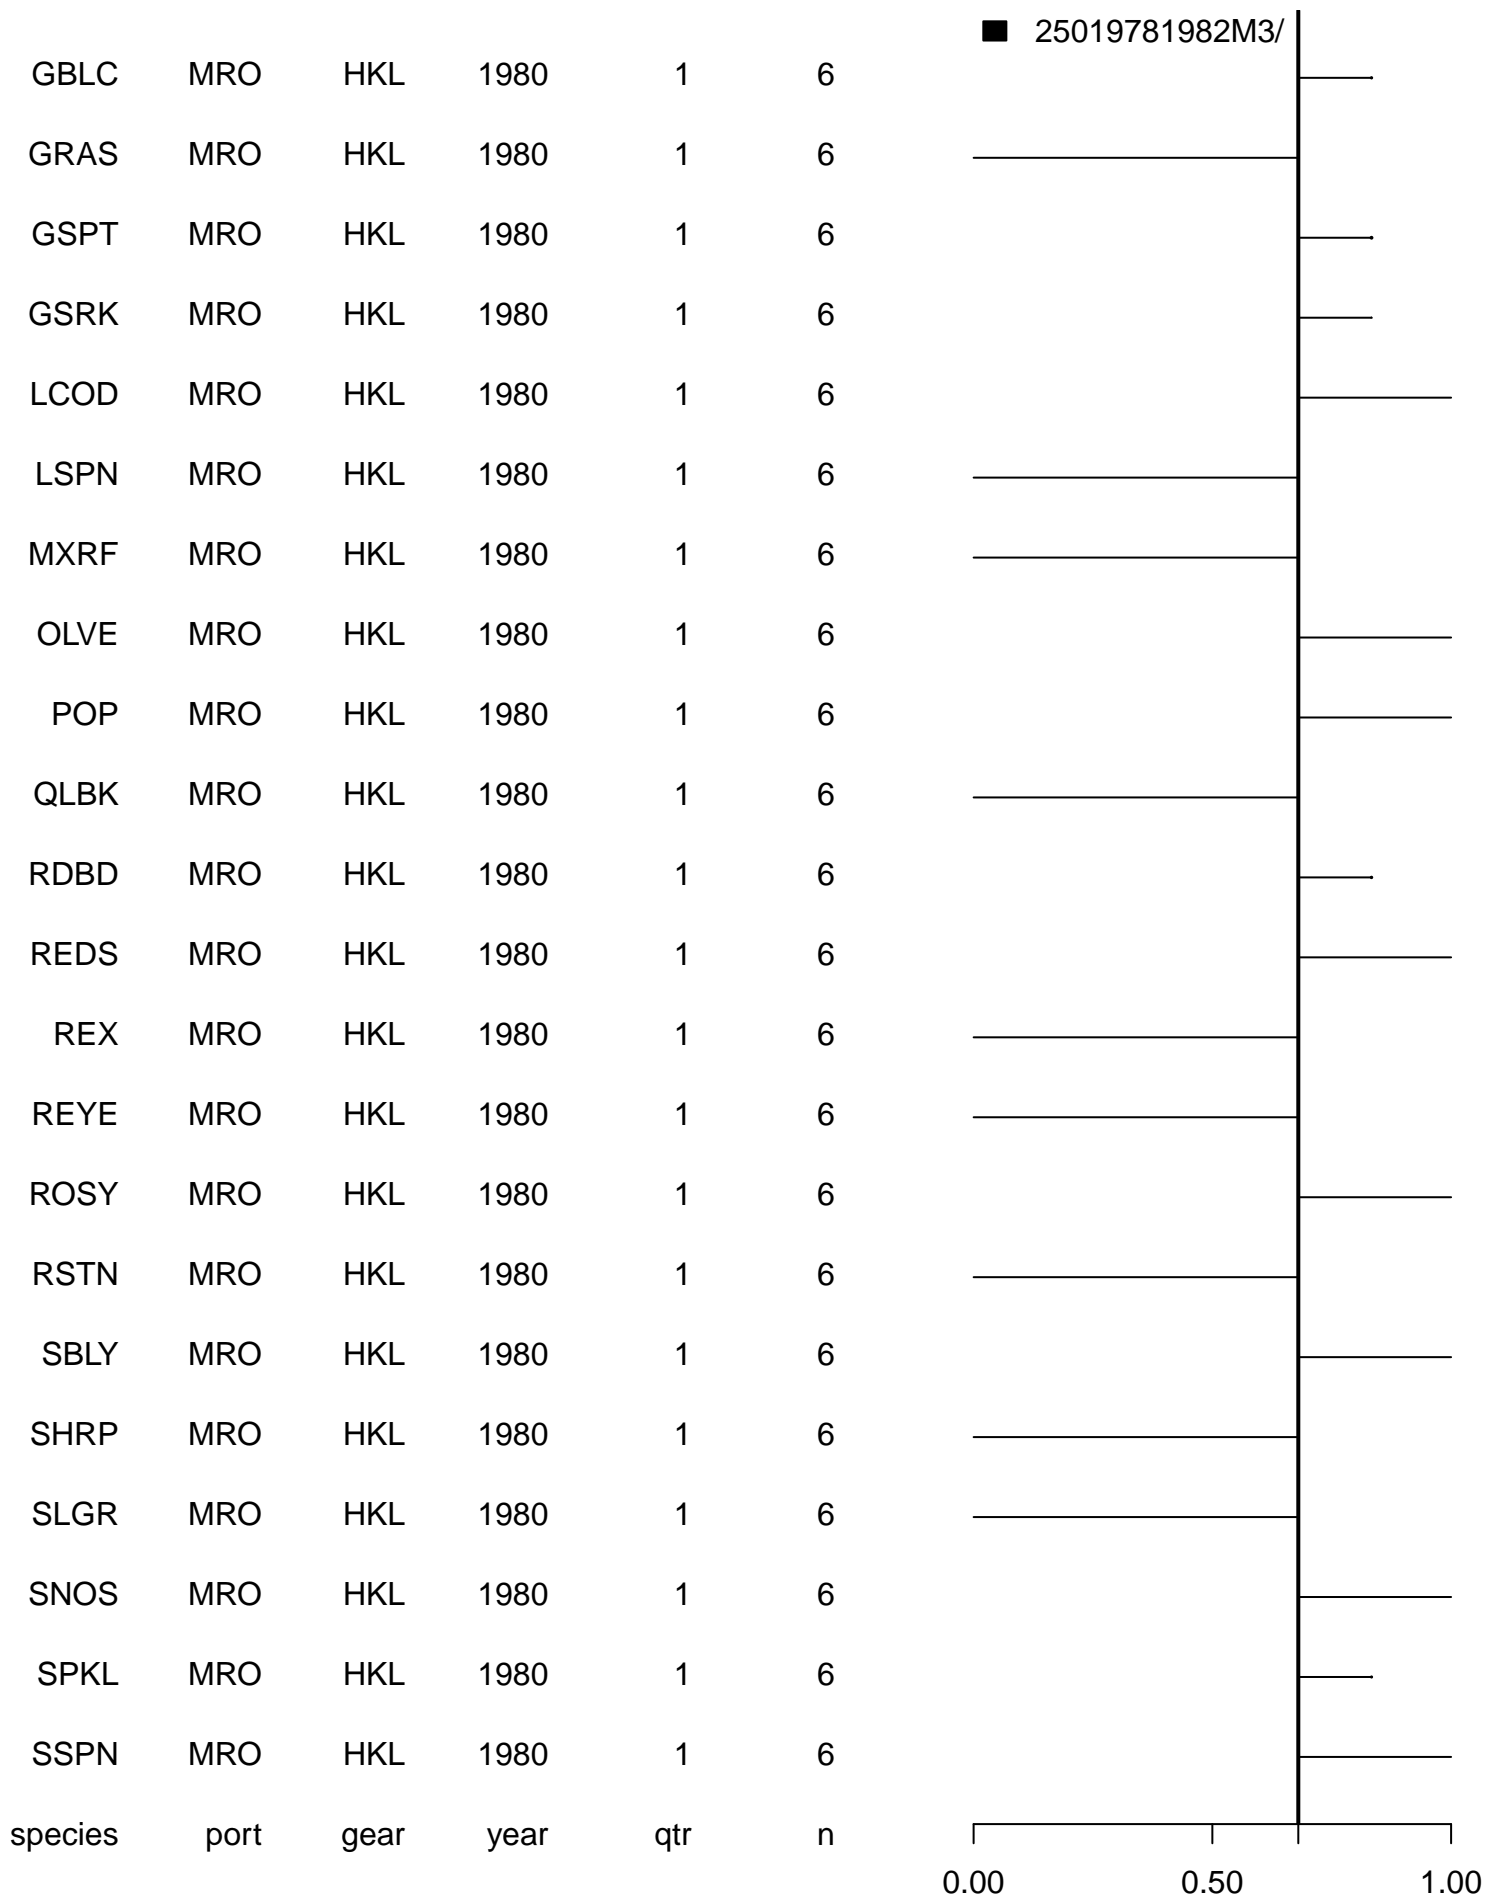 25019781982M3/
GBLC MRO HKL 1980 1 6
GRAS MRO HKL 1980 1 6
GSPT MRO HKL 1980 1 6
GSRK MRO HKL 1980 1 6
LCOD MRO HKL 1980 1 6
LSPN MRO HKL 1980 1 6
MXRF MRO HKL 1980 1 6
OLVE MRO HKL 1980 1 6
POP MRO HKL 1980 1 6
QLBK MRO HKL 1980 1 6
RDBD MRO HKL 1980 1 6
REDS MRO HKL 1980 1 6
REX MRO HKL 1980 1 6
REYE MRO HKL 1980 1 6
ROSY MRO HKL 1980 1 6
RSTN MRO HKL 1980 1 6
SBLY MRO HKL 1980 1 6
SHRP MRO HKL 1980 1 6
SLGR MRO HKL 1980 1 6
SNOS MRO HKL 1980 1 6
SPKL MRO HKL 1980 1 6
SSPN MRO HKL 1980 1 6
species port gear year qtr n
0.00 0.50 1.00